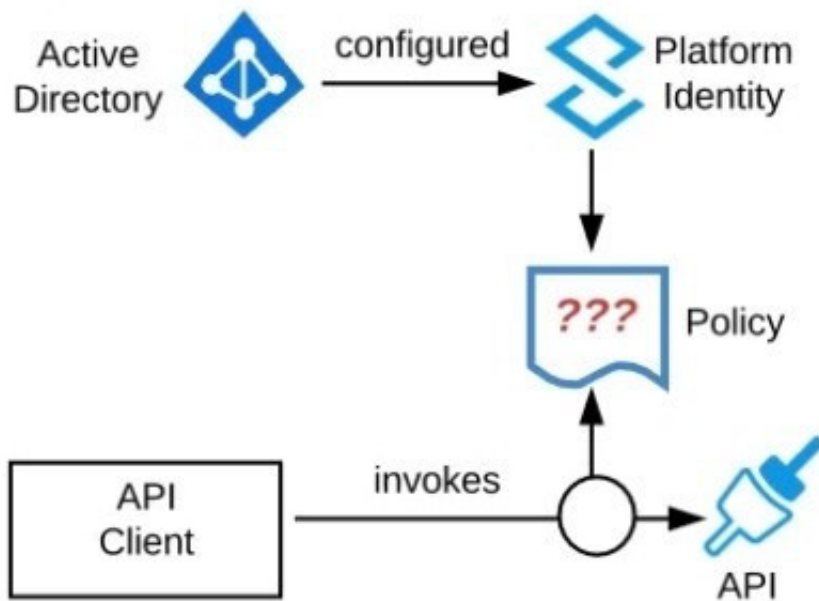 Active
Directory
configured
Platform
Identity
???
Policy
API
Client
invokes
API